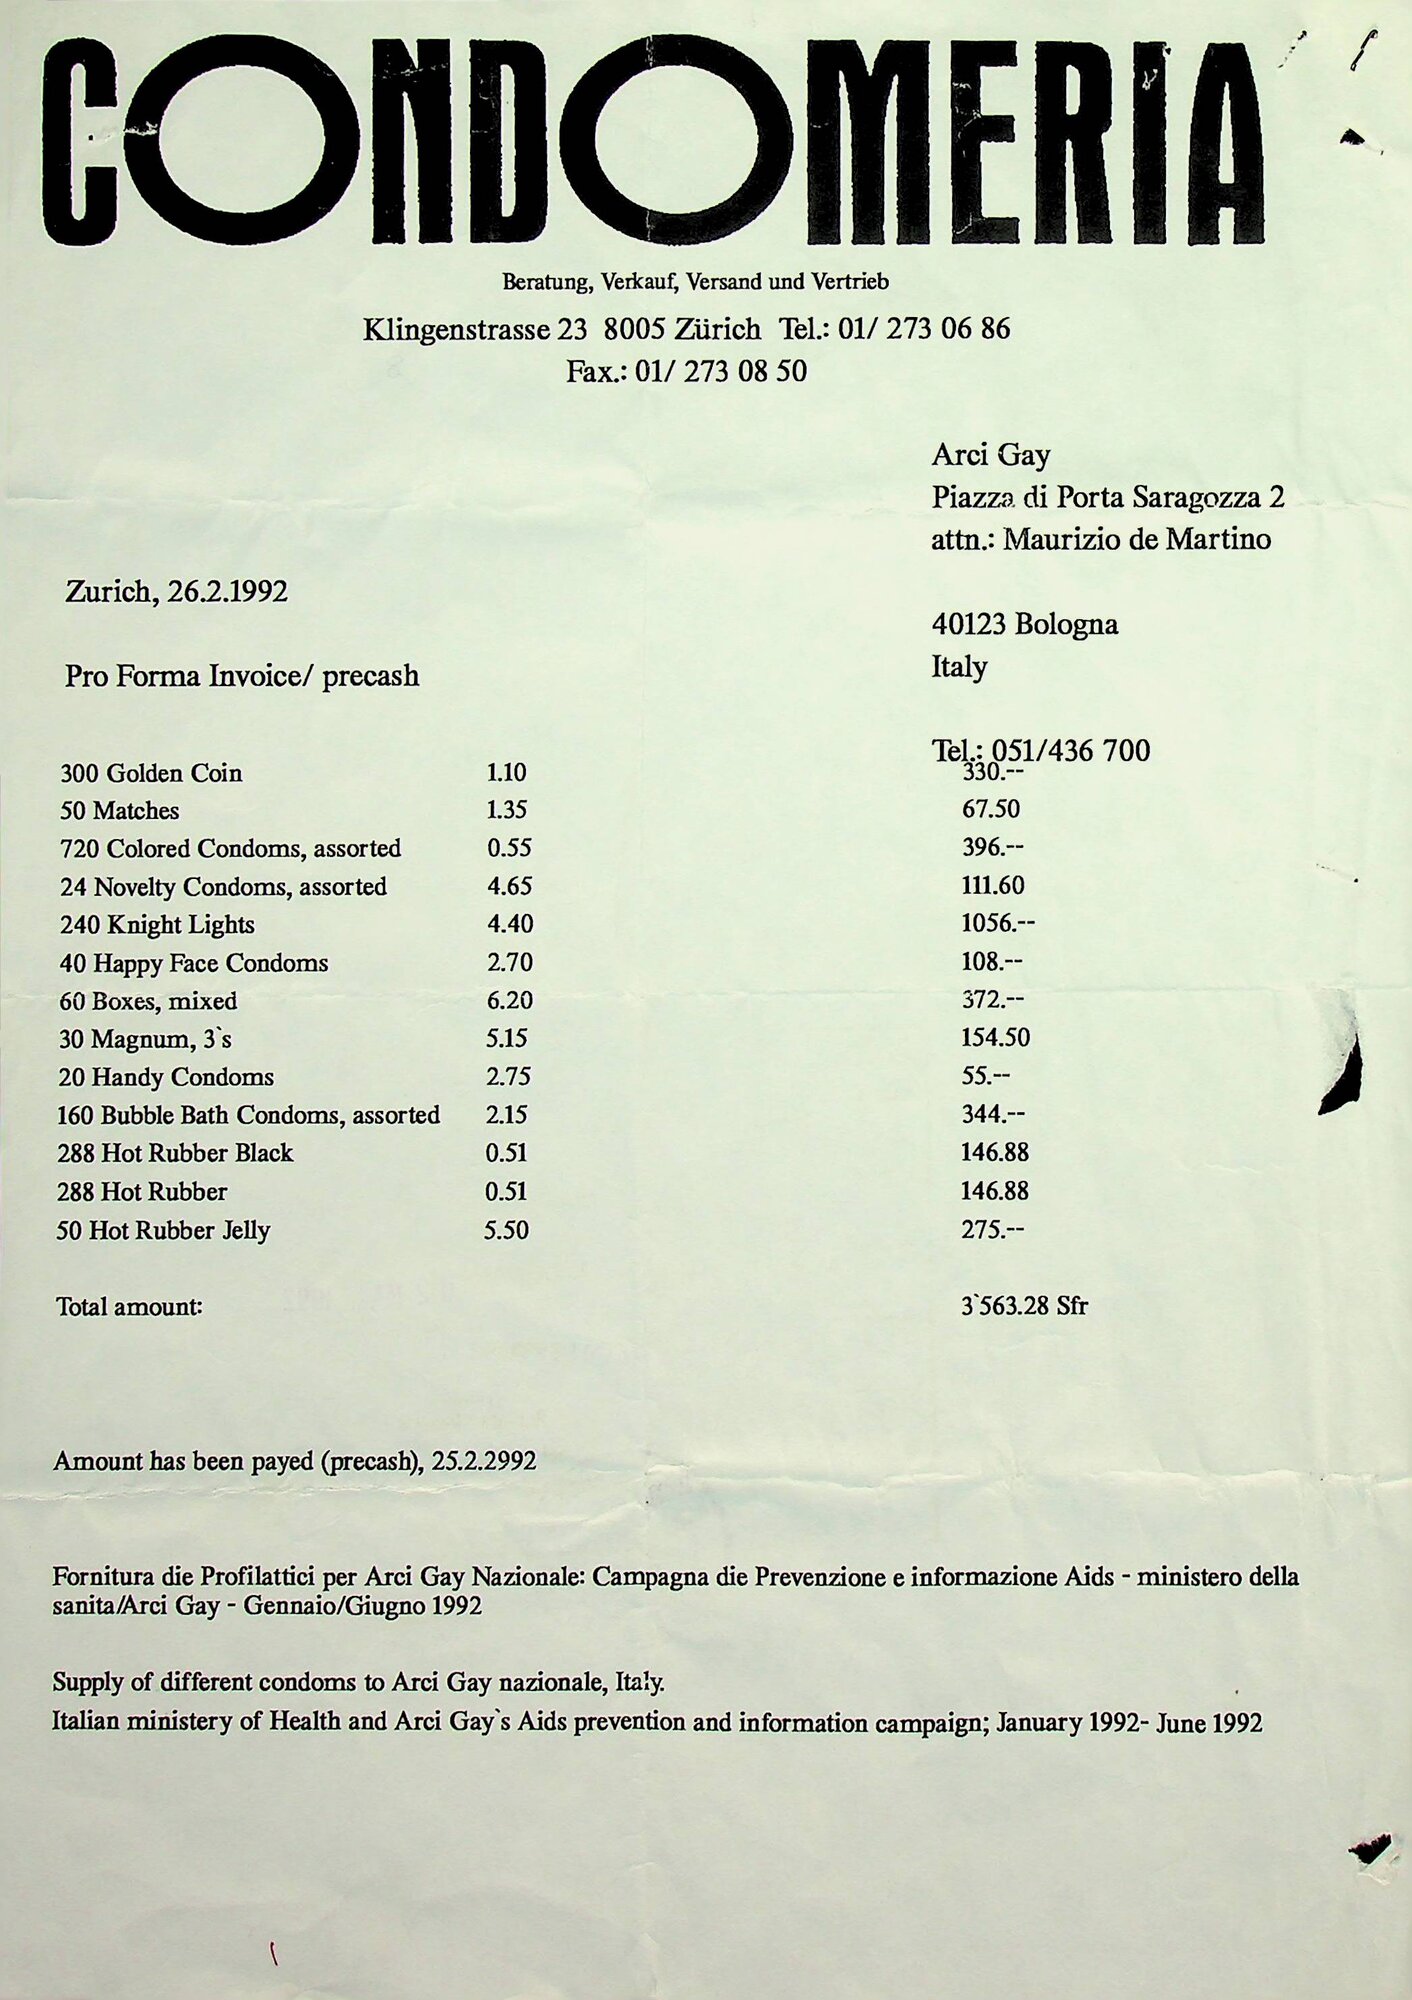 CONDOMERIA
Beratung, Verkauf, Versand und Vertrieb
Klingenstrasse 23 8005 Zürich Tel.: 01/ 273 06 86
Fax.: 01/ 273 08 50
Arci Gay
Piazza di Porta Saragozza 2
attn.: Maurizio de Martino
Zurich, 26.2.1992
40123 Bologna
Italy
Pro Forma Invoice/ precash
Tel.: 051/436 700
300 Golden Coin 1.10 330.--
50 Matches 1.35 67.50
720 Colored Condoms, assorted 0.55 396.--
24 Novelty Condoms, assorted 4.65 111.60
240 Knight Lights 4.40 1056.--
40 Happy Face Condoms 2.70 108.--
60 Boxes, mixed 6.20 372.--
30 Magnum, 3`s 5.15 154.50
20 Handy Condoms 2.75 55.--
160 Bubble Bath Condoms, assorted 2.15 344.--
288 Hot Rubber Black 0.51 146.88
288 Hot Rubber 0.51 146.88
50 Hot Rubber Jelly 5.50 275.--
Total amount: 3`563.28 Sfr
Amount has been payed (precash), 25.2.2992
Fornitura die Profilattici per Arci Gay Nazionale: Campagna die Prevenzione e informazione Aids - ministero della
sanita/Arci Gay - Gennaio/Giugno 1992
Supply of different condoms to Arci Gay nazionale, Italy.
Italian ministery of Health and Arci Gay`s Aids prevention and information campaign; January 1992- June 1992